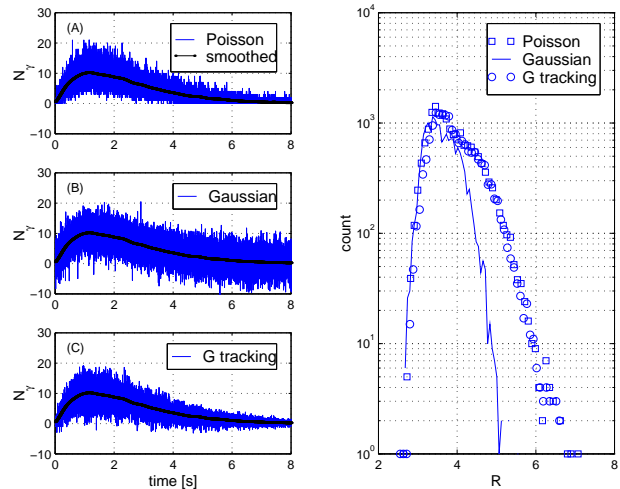 (A)
Poisson
smoothed
30
20
10
0
−10
N_γ
0 2 4 6 8
(B)
Gaussian
30
20
10
0
−10
N_γ
0 2 4 6 8
(C)
G tracking
30
20
10
0
−10
N_γ
0 2 4 6 8
time [s]
Poisson
Gaussian
G tracking
10^4
10^3
10^2
10^1
10^0
count
2 4 6 8
R